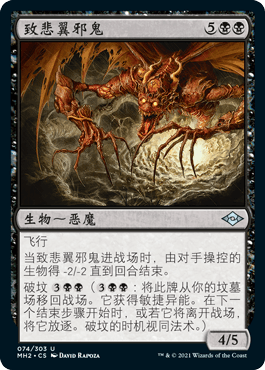 致悲翼邪鬼 5
生物～恶魔
飞行
当致悲翼邪鬼进战场时，由对手操控的
生物得 -2/-2 直到回合结束。
破坟 3（3：将此牌从你的坟墓
场移回战场。它获得敏捷异能。在下一
个结束步骤开始时，或若它将离开战场，
将它放逐。破坟的时机视同法术。）
4/5
074/303 U
MH2 • CS DAVID RAPOZA
™ & © 2021 Wizards of the Coast